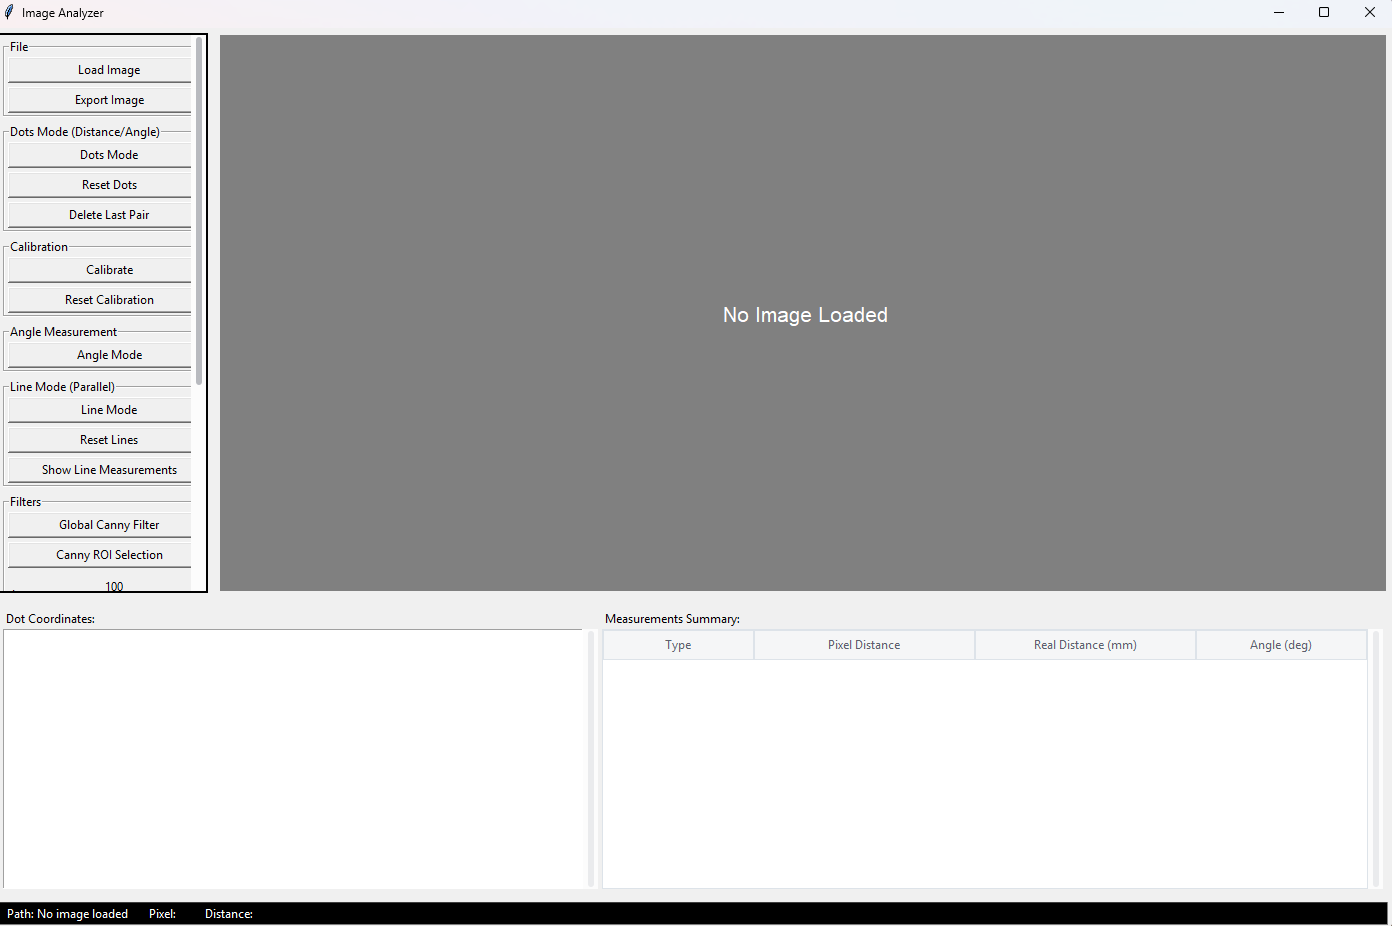 Image Analyzer
File
Load Image
Export Image
Dots Mode (Distance/Angle)
Dots Mode
Reset Dots
Delete Last Pair
Calibration
Calibrate
Reset Calibration
Angle Measurement
Angle Mode
Line Mode (Parallel)
Line Mode
Reset Lines
Show Line Measurements
Filters
Global Canny Filter
Canny ROI Selection
100
No Image Loaded
Dot Coordinates:
Measurements Summary:
Type Pixel Distance Real Distance (mm) Angle (deg)
Path: No image loaded Pixel: Distance: